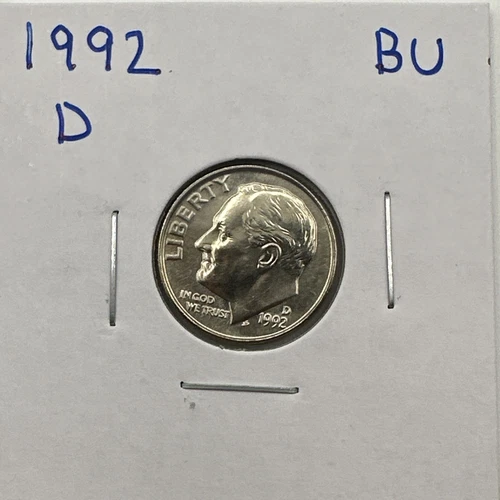 1992 BU
D
LIBERTY
IN GOD
WE TRUST
D
1992